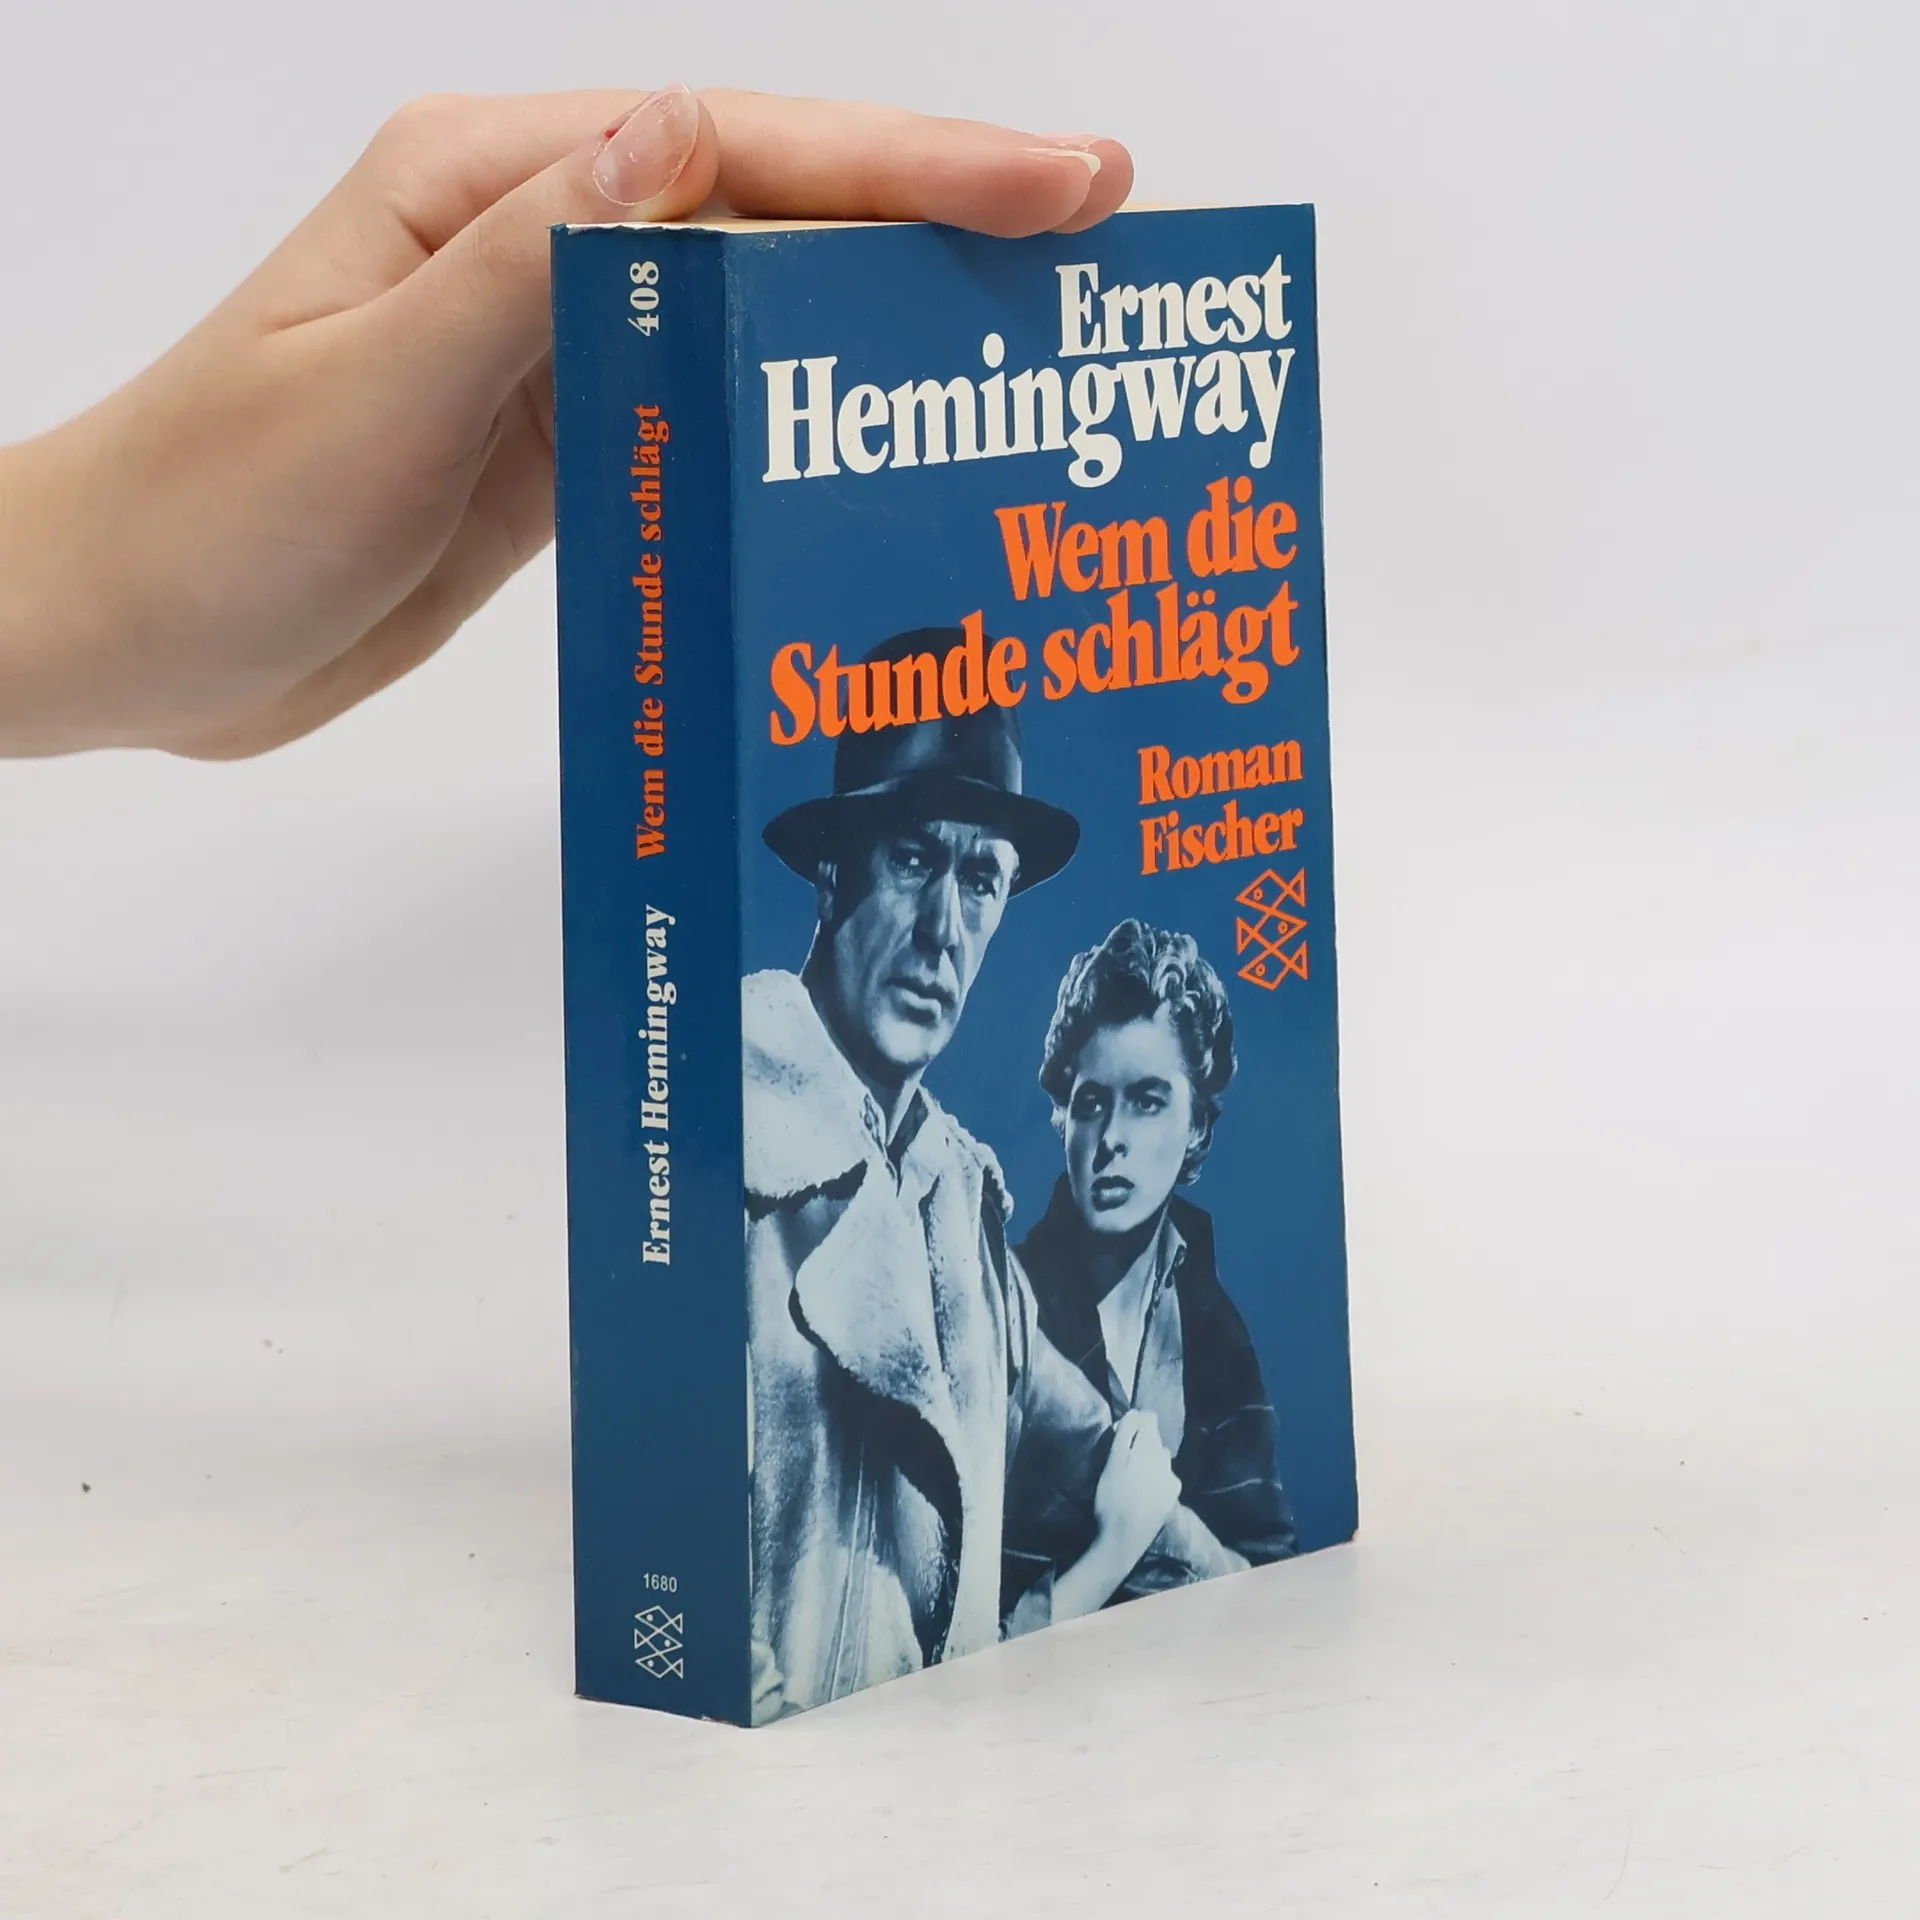 Ernest
Hemingway
Wem die
Stunde schlägt
Roman
Fischer
Ernest Hemingway Wem die Stunde schlägt 408
1680